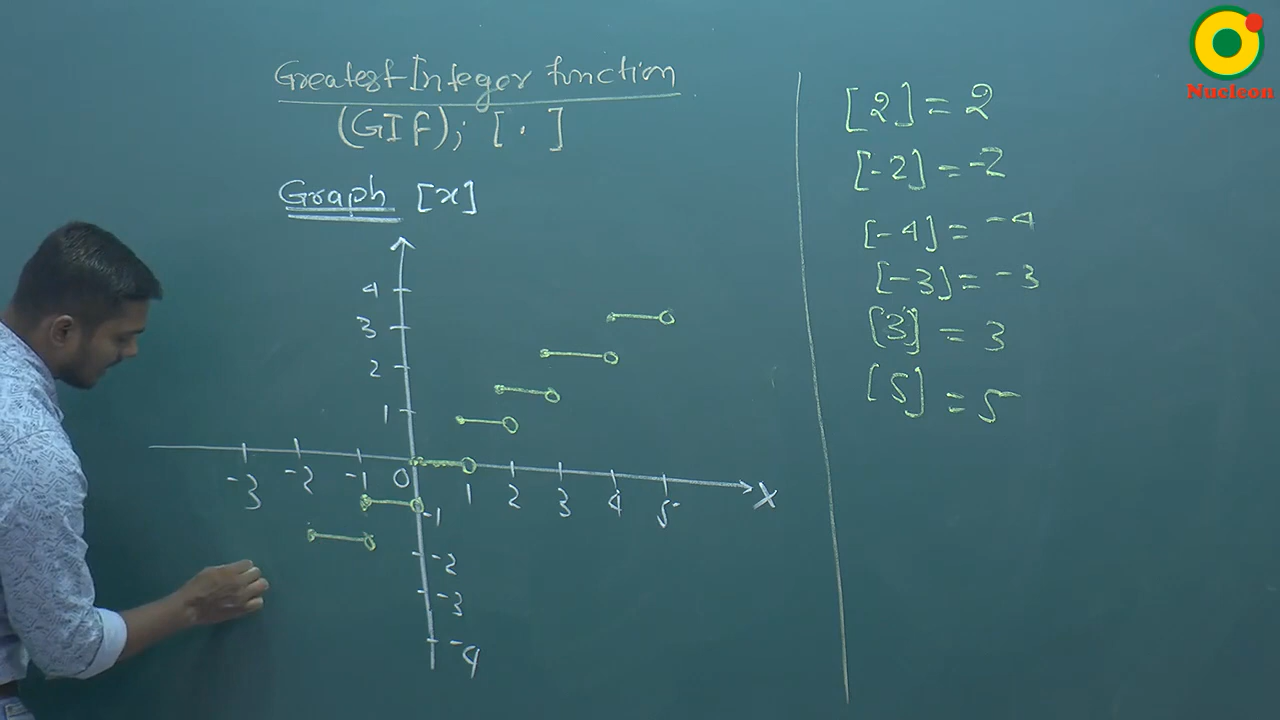 Greatest Integer function
(GIF); [.]
Graph [x]
4
3
2
1
-3 -2 -1 0 1 2 3 4 5 X
-1
-2
-3
-4
[2] = 2
[-2] = -2
[-4] = -4
[-3] = -3
[3] = 3
[5] = 5
Nucleon